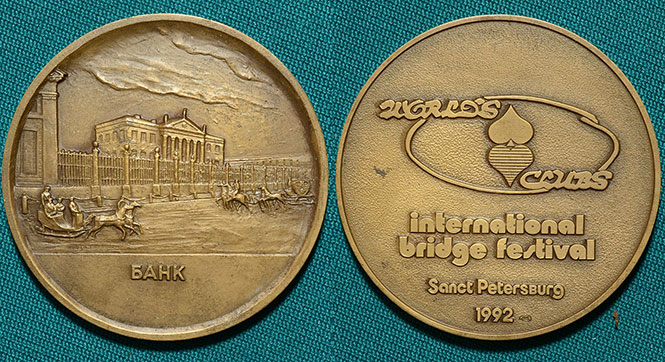 БАНК
WORLD'S
CLUBS
international
bridge festival
Sanct Petersburg
1992